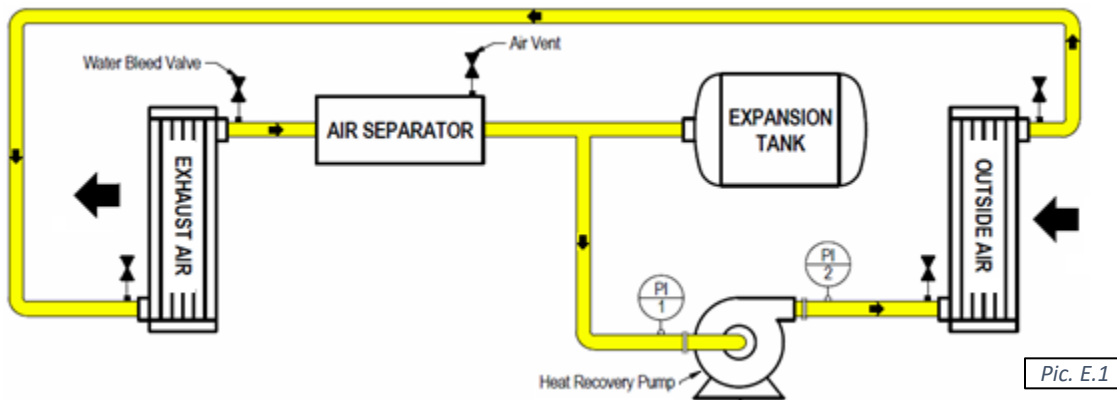 Water Bleed Valve
Air Vent
EXHAUST AIR
AIR SEPARATOR
EXPANSION
TANK
OUTSIDE AIR
PI
1
PI
2
Heat Recovery Pump
Pic. E.1